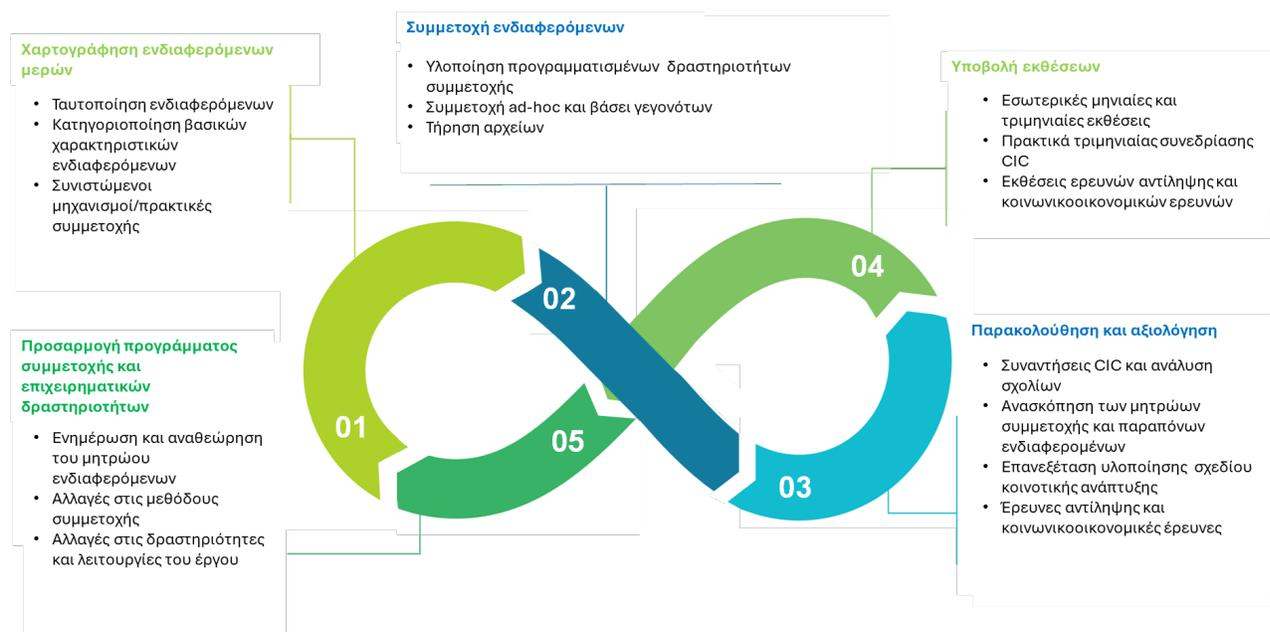 Χαρτογράφηση ενδιαφερόμενων
μερών
• Ταυτοποίηση ενδιαφερόμενων
• Κατηγοριοποίηση βασικών
χαρακτηριστικών
ενδιαφερόμενων
• Συνιστώμενοι
μηχανισμοί/πρακτικές
συμμετοχής
Συμμετοχή ενδιαφερόμενων
• Υλοποίηση προγραμματισμένων δραστηριοτήτων
συμμετοχής
• Συμμετοχή ad-hoc και βάσει γεγονότων
• Τήρηση αρχείων
Υποβολή εκθέσεων
• Εσωτερικές μηνιαίες και
τριμηνιαίες εκθέσεις
• Πρακτικά τριμηνιαίας συνεδρίασης
CIC
• Εκθέσεις ερευνών αντίληψης και
κοινωνικοοικονομικών ερευνών
Προσαρμογή προγράμματος
συμμετοχής και
επιχειρηματικών
δραστηριοτήτων
• Ενημέρωση και αναθεώρηση
του μητρώου
ενδιαφερόμενων
• Αλλαγές στις μεθόδους
συμμετοχής
• Αλλαγές στις δραστηριότητες
και λειτουργίες του έργου
01
02
03
04
05
Παρακολούθηση και αξιολόγηση
• Συναντήσεις CIC και ανάλυση
σχολίων
• Ανασκόπηση των μητρώων
συμμετοχής και παραπόνων
ενδιαφερομένων
• Επανεξέταση υλοποίησης σχεδίου
κοινοτικής ανάπτυξης
• Έρευνες αντίληψης και
κοινωνικοοικονομικές έρευνες